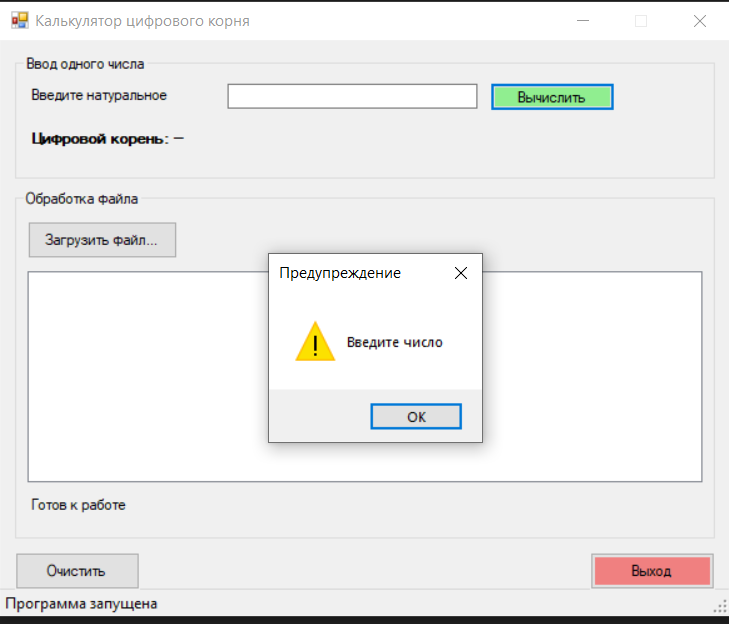 Калькулятор цифрового корня
Ввод одного числа
Введите натуральное
Вычислить
Цифровой корень: —
Обработка файла
Загрузить файл...
Предупреждение
Введите число
ОК
Готов к работе
Очистить
Выход
Программа запущена